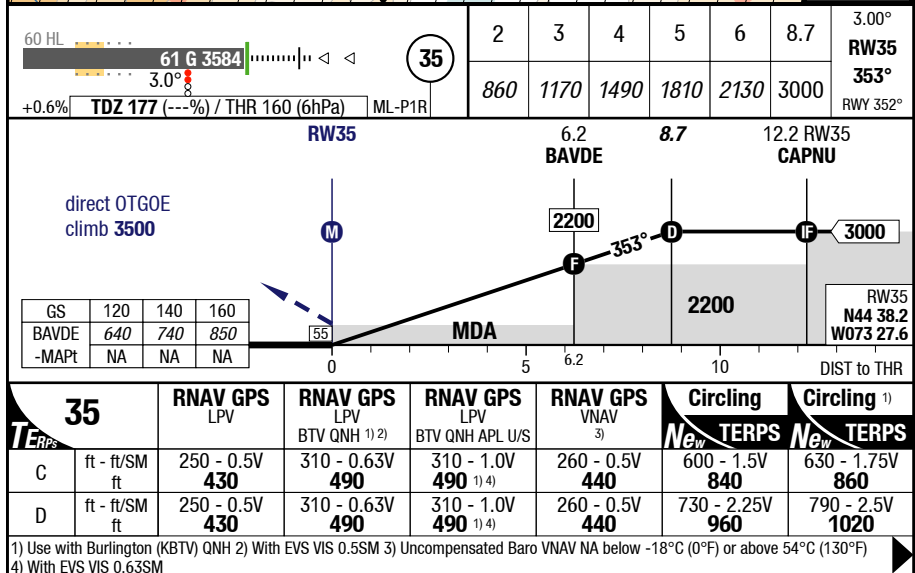 60 HL
61 G 3584
3.0°
+0.6% TDZ 177 (---%) / THR 160 (6hPa) ML-P1R
35
2 3 4 5 6 8.7
860 1170 1490 1810 2130 3000
3.00°
RW35
353°
RWY 352°
RW35 6.2 8.7 12.2 RW35
BAVDE CAPNU
direct OTGOE
climb 3500
M
2200
353°
D
IF
3000
F
2200
RW35
N44 38.2
W073 27.6
GS 120 140 160
BAVDE 640 740 850
-MAPt NA NA NA
55
MDA
0 5 6.2 10 DIST to THR
TERPs 35
RNAV GPS
LPV
RNAV GPS
LPV
BTV QNH 1) 2)
RNAV GPS
LPV
BTV QNH APL U/S
RNAV GPS
VNAV
3)
Circling
New TERPS
Circling 1)
New TERPS
C ft - ft/SM 250 - 0.5V 310 - 0.63V 310 - 1.0V 260 - 0.5V 600 - 1.5V 630 - 1.75V
ft 430 490 490 1) 4) 440 840 860
D ft - ft/SM 250 - 0.5V 310 - 0.63V 310 - 1.0V 260 - 0.5V 730 - 2.25V 790 - 2.5V
ft 430 490 490 1) 4) 440 960 1020
1) Use with Burlington (KBTV) QNH 2) With EVS VIS 0.5SM 3) Uncompensated Baro VNAV NA below -18°C (0°F) or above 54°C (130°F)
4) With EVS VIS 0.63SM